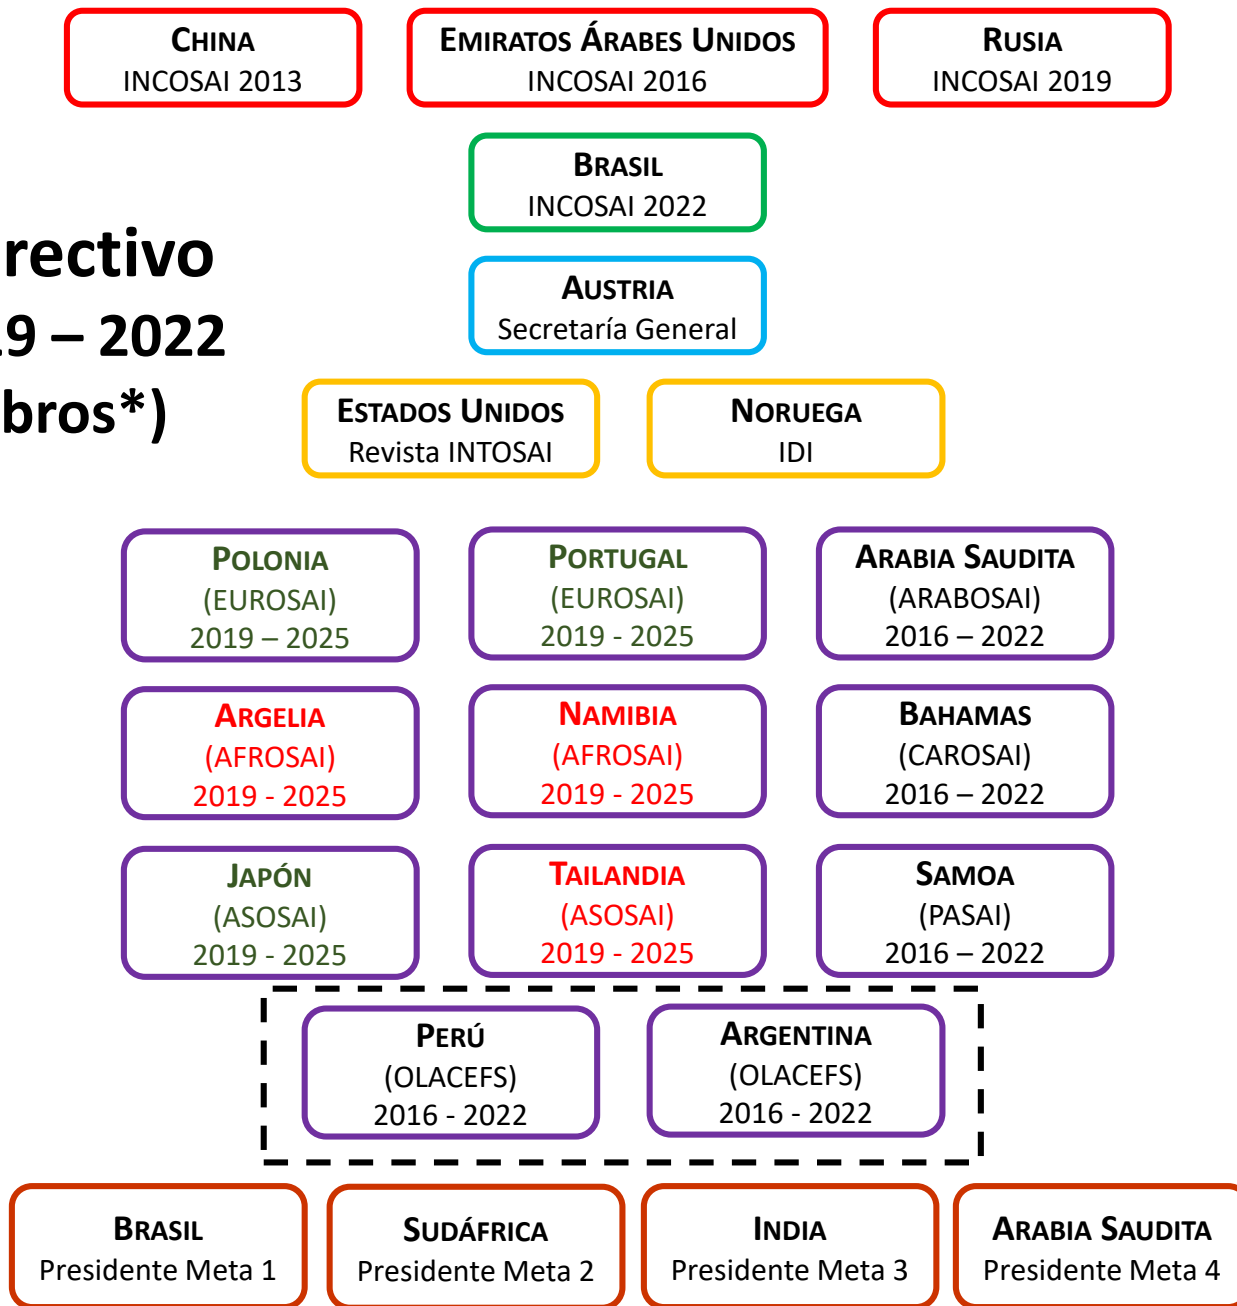 CHINA
INCOSAI 2013
EMIRATOS ÁRABES UNIDOS
INCOSAI 2016
RUSIA
INCOSAI 2019
BRASIL
INCOSAI 2022
rectivo
9 – 2022
bros*)
AUSTRIA
Secretaría General
ESTADOS UNIDOS
Revista INTOSAI
NORUEGA
IDI
POLONIA
(EUROSAI)
2019 – 2025
PORTUGAL
(EUROSAI)
2019 - 2025
ARABIA SAUDITA
(ARABOSAI)
2016 – 2022
ARGELIA
(AFROSAI)
2019 - 2025
NAMIBIA
(AFROSAI)
2019 - 2025
BAHAMAS
(CAROSAI)
2016 – 2022
JAPÓN
(ASOSAI)
2019 - 2025
TAILANDIA
(ASOSAI)
2019 - 2025
SAMOA
(PASAI)
2016 – 2022
PERÚ
(OLACEFS)
2016 - 2022
ARGENTINA
(OLACEFS)
2016 - 2022
BRASIL
Presidente Meta 1
SUDÁFRICA
Presidente Meta 2
INDIA
Presidente Meta 3
ARABIA SAUDITA
Presidente Meta 4